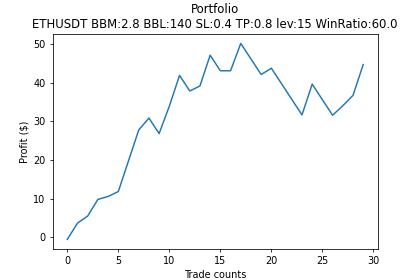 Portfolio
ETHUSDT BBM:2.8 BBL:140 SL:0.4 TP:0.8 lev:15 WinRatio:60.0
50
40
30
20
10
0
Profit ($)
0 5 10 15 20 25 30
Trade counts